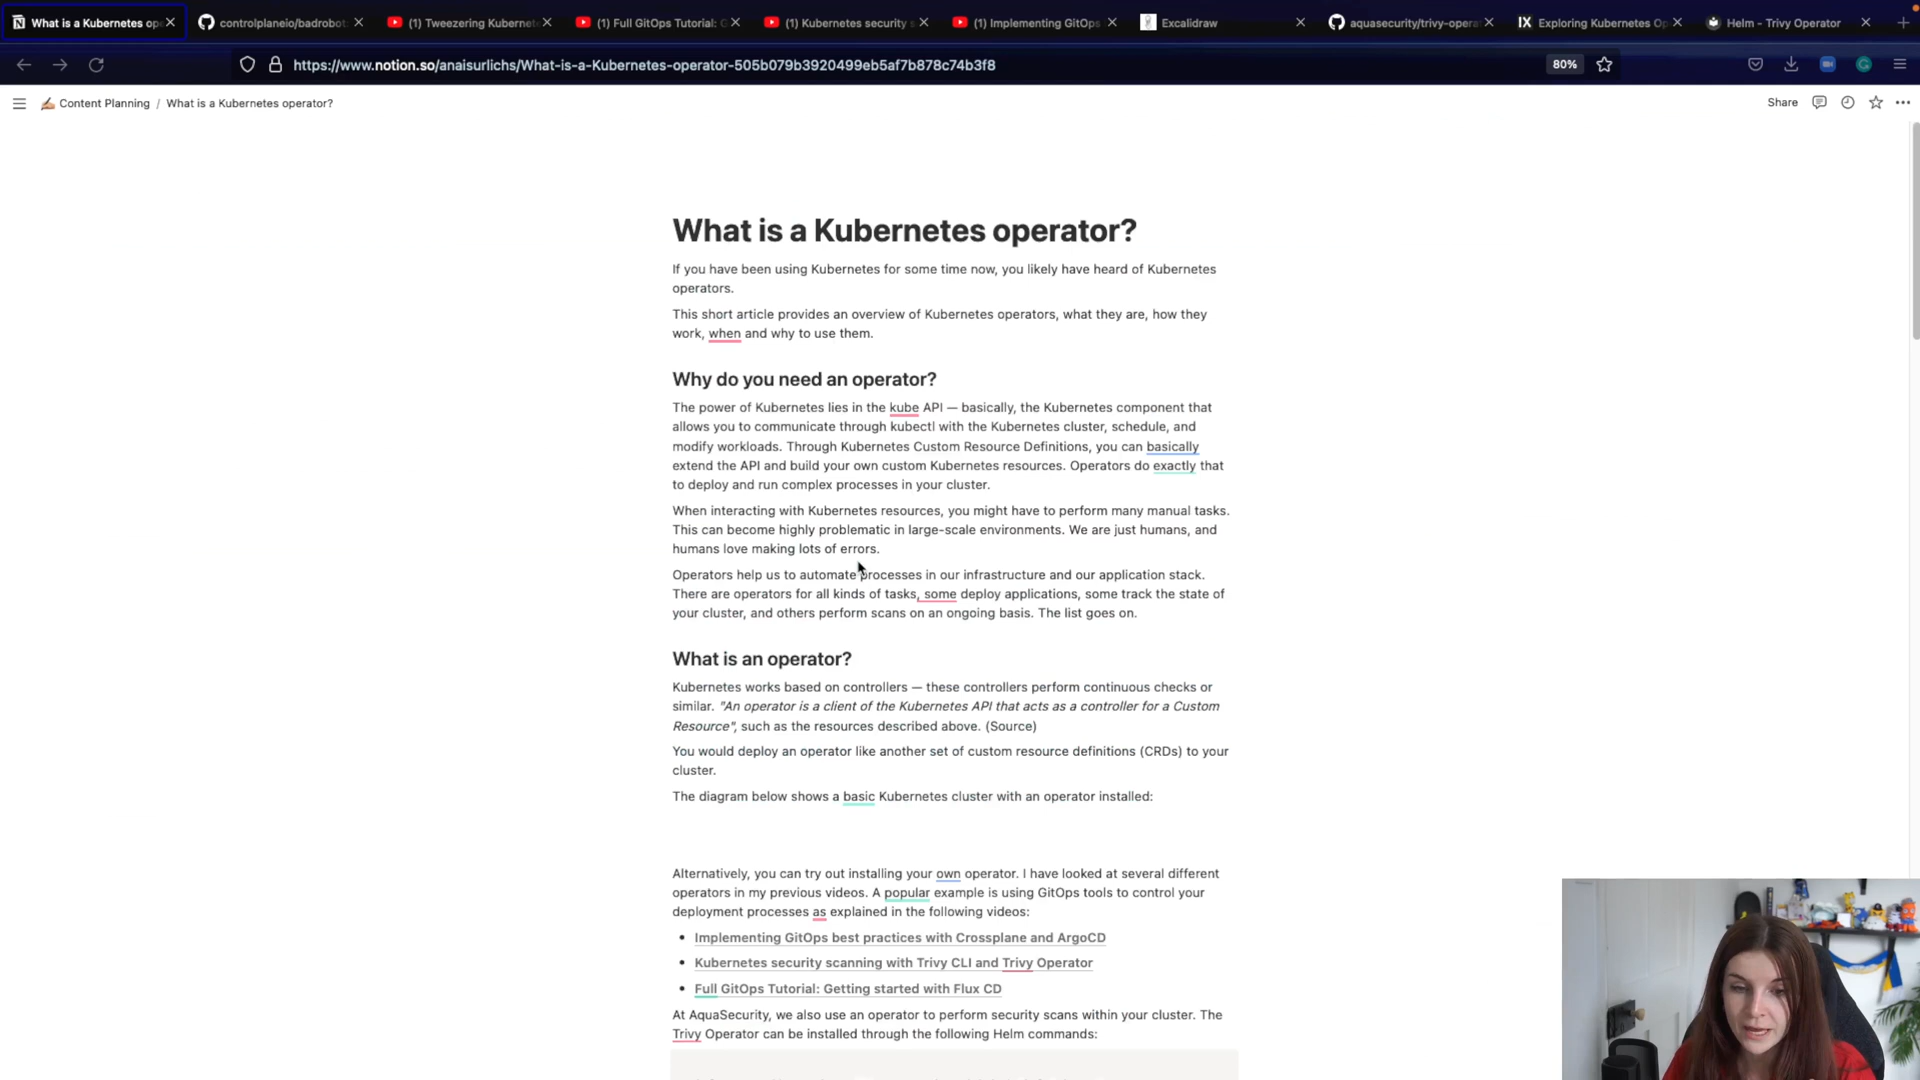 What is a Kubernetes ope
controlplaneio/badrobot
(1) Tweezering Kubernet
(1) Full GitOps Tutorial: G
(1) Kubernetes security s
(1) Implementing GitOps
Excalidraw
aquasecurity/trivy-opera
IX Exploring Kubernetes Op
Helm - Trivy Operator
https://www.notion.so/anaisurlichs/What-is-a-Kubernetes-operator-505b079b3920499eb5af7b878c74b3f8
80%
Content Planning / What is a Kubernetes operator?
Share
What is a Kubernetes operator?
If you have been using Kubernetes for some time now, you likely have heard of Kubernetes
operators.
This short article provides an overview of Kubernetes operators, what they are, how they
work, when and why to use them.
Why do you need an operator?
The power of Kubernetes lies in the kube API — basically, the Kubernetes component that
allows you to communicate through kubectl with the Kubernetes cluster, schedule, and
modify workloads. Through Kubernetes Custom Resource Definitions, you can basically
extend the API and build your own custom Kubernetes resources. Operators do exactly that
to deploy and run complex processes in your cluster.
When interacting with Kubernetes resources, you might have to perform many manual tasks.
This can become highly problematic in large-scale environments. We are just humans, and
humans love making lots of errors.
Operators help us to automate processes in our infrastructure and our application stack.
There are operators for all kinds of tasks, some deploy applications, some track the state of
your cluster, and others perform scans on an ongoing basis. The list goes on.
What is an operator?
Kubernetes works based on controllers — these controllers perform continuous checks or
similar. "An operator is a client of the Kubernetes API that acts as a controller for a Custom
Resource", such as the resources described above. (Source)
You would deploy an operator like another set of custom resource definitions (CRDs) to your
cluster.
The diagram below shows a basic Kubernetes cluster with an operator installed:
Alternatively, you can try out installing your own operator. I have looked at several different
operators in my previous videos. A popular example is using GitOps tools to control your
deployment processes as explained in the following videos:
• Implementing GitOps best practices with Crossplane and ArgoCD
• Kubernetes security scanning with Trivy CLI and Trivy Operator
• Full GitOps Tutorial: Getting started with Flux CD
At AquaSecurity, we also use an operator to perform security scans within your cluster. The
Trivy Operator can be installed through the following Helm commands: